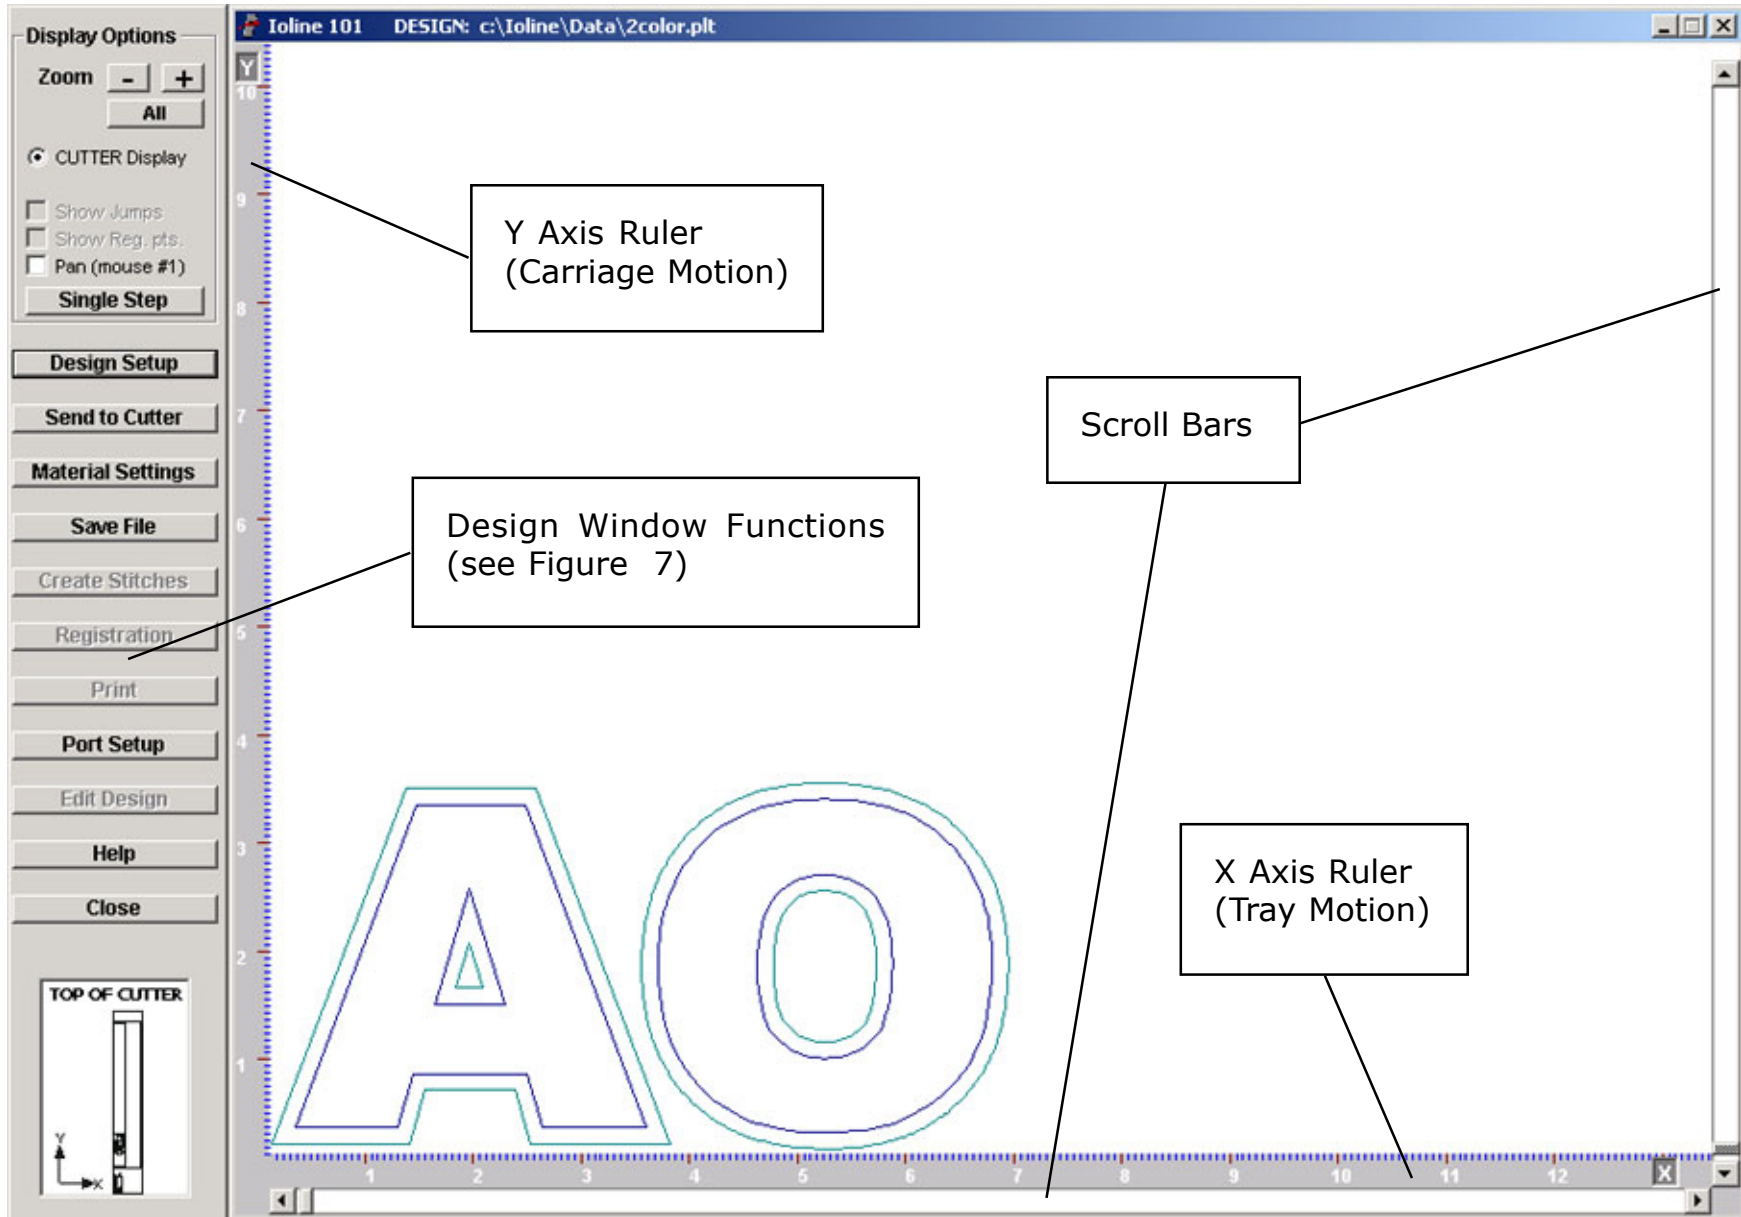 Display Options
Zoom - +
All
CUTTER Display
Show Jumps
Show Reg. pts.
Pan (mouse #1)
Single Step
Design Setup
Send to Cutter
Material Settings
Save File
Create Stitches
Registration
Print
Port Setup
Edit Design
Help
Close
TOP OF CUTTER
Y
X
Ioline 101 DESIGN: c:\Ioline\Data\2color.plt
Y
10
9
8
7
6
5
4
3
2
1
Y Axis Ruler
(Carriage Motion)
Scroll Bars
Design Window Functions
(see Figure 7)
X Axis Ruler
(Tray Motion)
AO
1 2 3 4 5 6 7 8 9 10 11 12 X